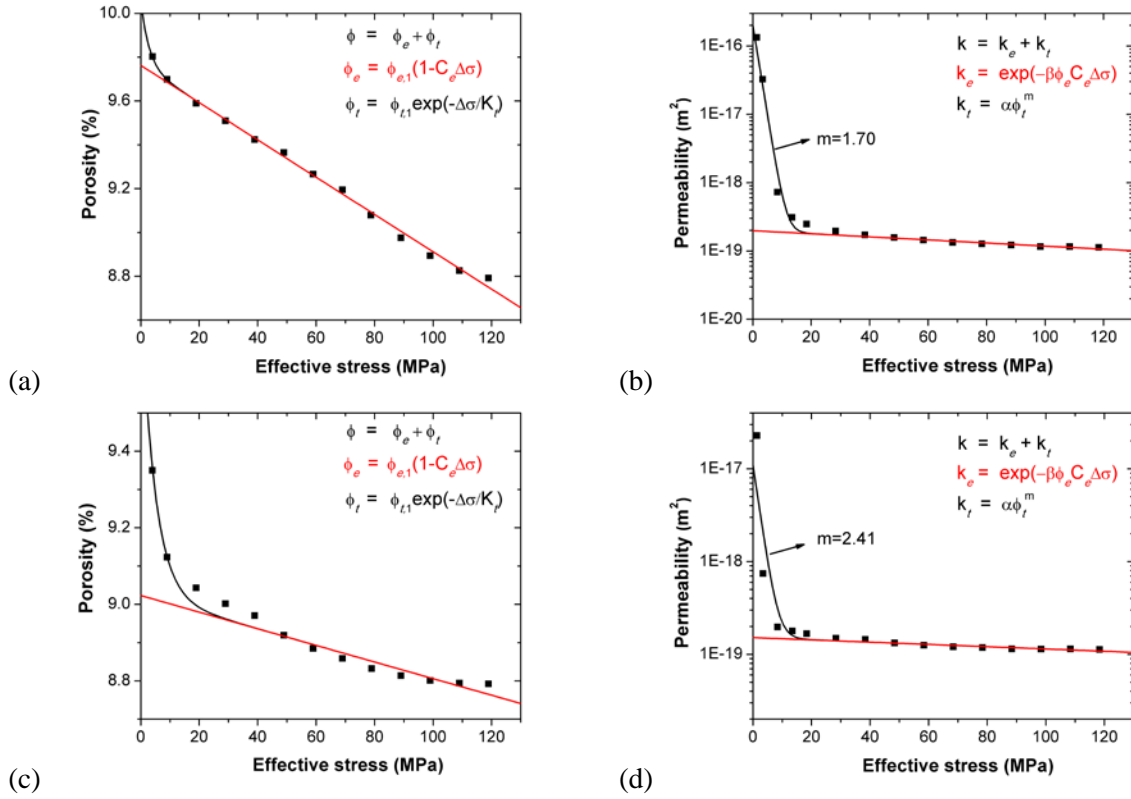 10.0
9.6
9.2
8.8
Porosity (%)
ϕ = ϕe + ϕt
ϕe = ϕe,1(1-CeΔσ)
ϕt = ϕt,1exp(-Δσ/Kt)
0 20 40 60 80 100 120
Effective stress (MPa)
(a)
1E-16
1E-17
1E-18
1E-19
1E-20
Permeability (m²)
k = ke + kt
ke = exp(-βϕeCeΔσ)
kt = αϕt^m
m=1.70
0 20 40 60 80 100 120
Effective stress (MPa)
(b)
9.4
9.2
9.0
8.8
Porosity (%)
ϕ = ϕe + ϕt
ϕe = ϕe,1(1-CeΔσ)
ϕt = ϕt,1exp(-Δσ/Kt)
0 20 40 60 80 100 120
Effective stress (MPa)
(c)
1E-17
1E-18
1E-19
Permeability (m²)
k = ke + kt
ke = exp(-βϕeCeΔσ)
kt = αϕt^m
m=2.41
0 20 40 60 80 100 120
Effective stress (MPa)
(d)